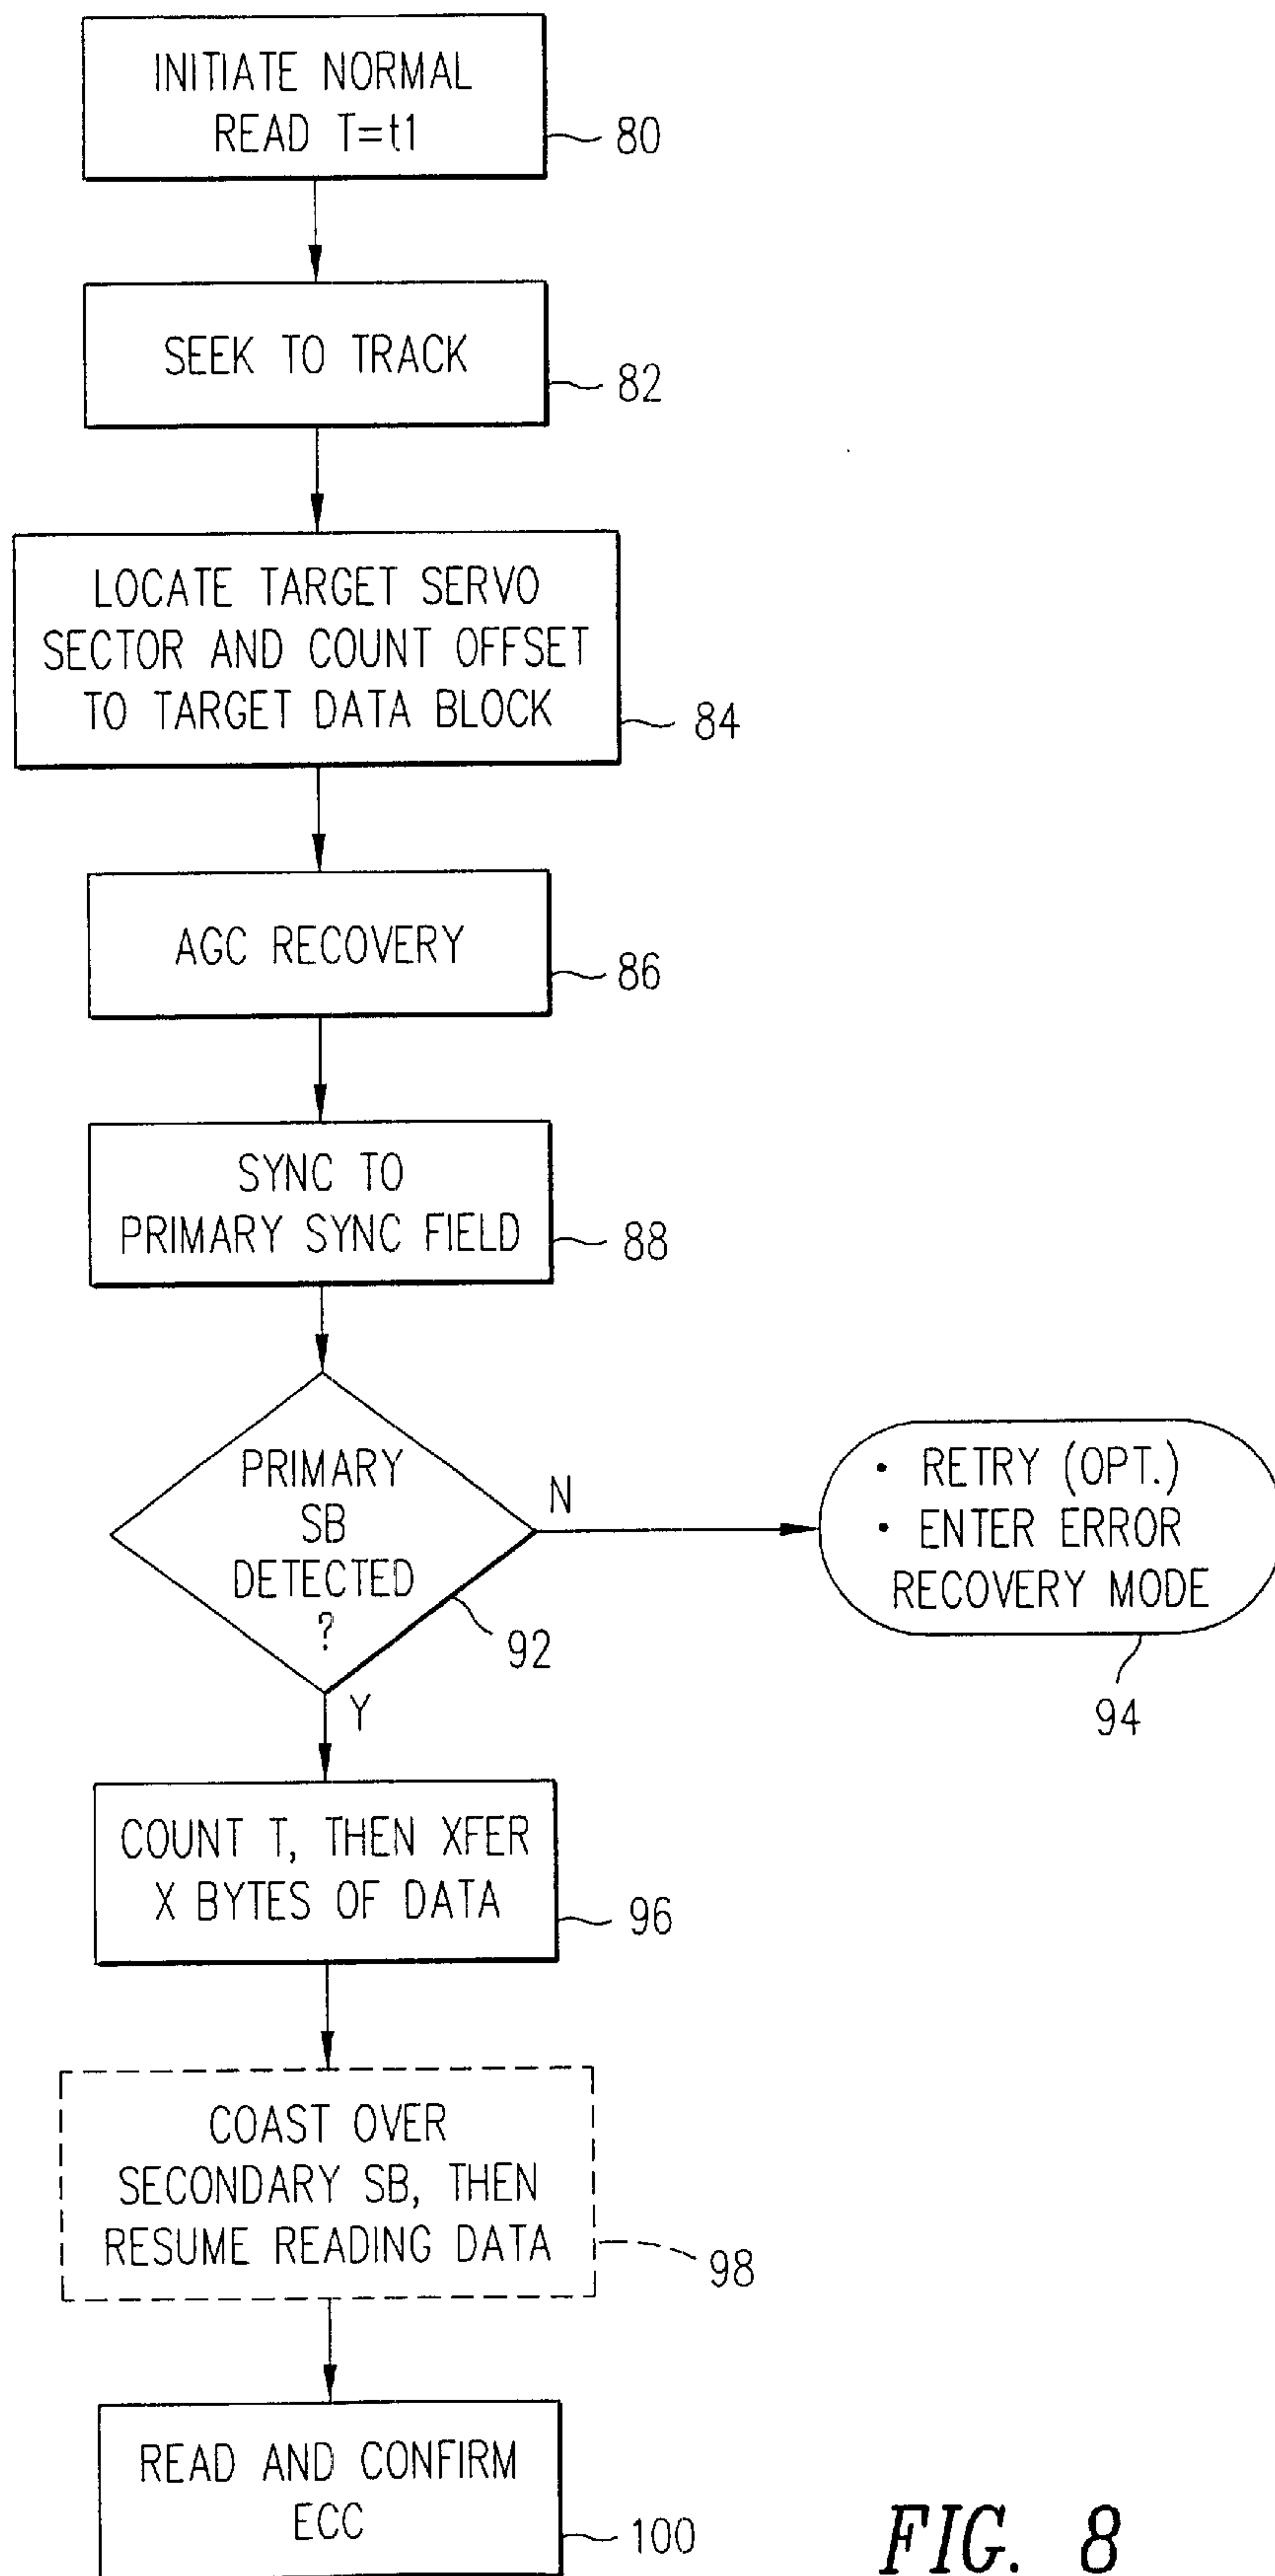 INITIATE NORMAL
READ T=t1
80
SEEK TO TRACK
82
LOCATE TARGET SERVO
SECTOR AND COUNT OFFSET
TO TARGET DATA BLOCK
84
AGC RECOVERY
86
SYNC TO
PRIMARY SYNC FIELD
88
PRIMARY
SB
DETECTED
?
92
N
• RETRY (OPT.)
• ENTER ERROR
RECOVERY MODE
94
Y
COUNT T, THEN XFER
X BYTES OF DATA
96
COAST OVER
SECONDARY SB, THEN
RESUME READING DATA
98
READ AND CONFIRM
ECC
100
FIG. 8